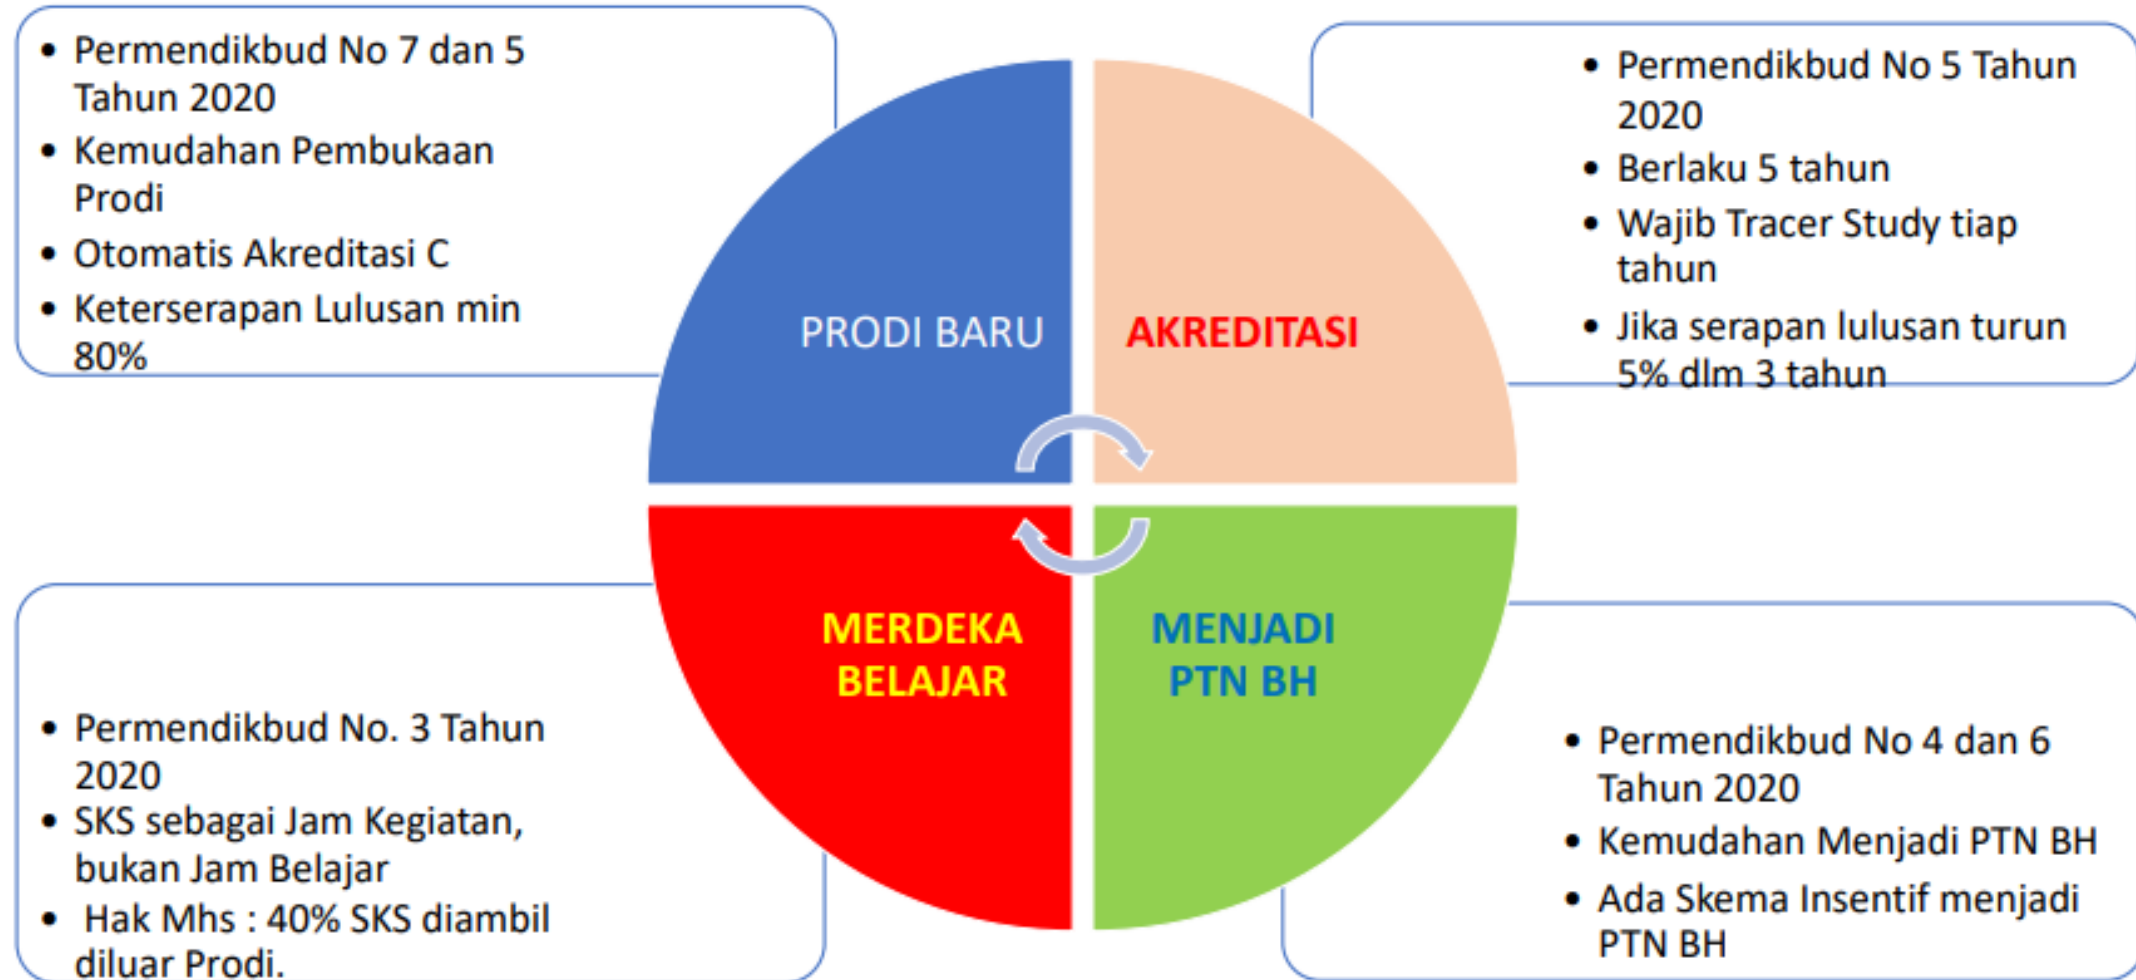 • Permendikbud No 7 dan 5
Tahun 2020
• Kemudahan Pembukaan
Prodi
• Otomatis Akreditasi C
• Keterserapan Lulusan min
80%
PRODI BARU
AKREDITASI
• Permendikbud No 5 Tahun
2020
• Berlaku 5 tahun
• Wajib Tracer Study tiap
tahun
• Jika serapan lulusan turun
5% dlm 3 tahun
MERDEKA
BELAJAR
• Permendikbud No. 3 Tahun
2020
• SKS sebagai Jam Kegiatan,
bukan Jam Belajar
• Hak Mhs : 40% SKS diambil
diluar Prodi.
MENJADI
PTN BH
• Permendikbud No 4 dan 6
Tahun 2020
• Kemudahan Menjadi PTN BH
• Ada Skema Insentif menjadi
PTN BH